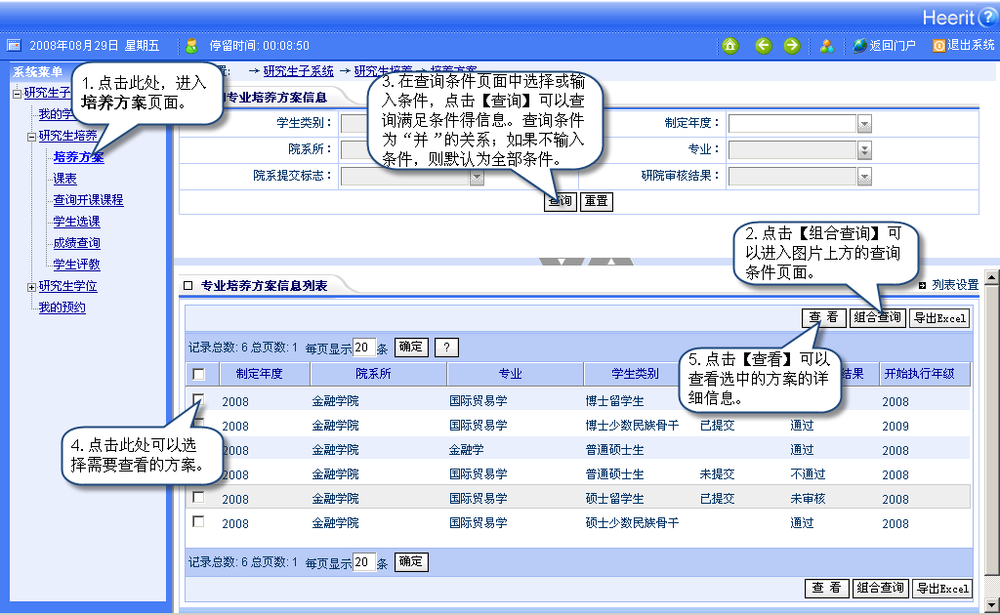 Heerit ?
2008年08月29日 星期五 停留时间: 00:08:50 返回门户 退出系统
系统菜单
研究生子
我的学
研究生培养
培养方案
课表
查询开课课程
学生选课
成绩查询
学生评教
研究生学位
我的预约
1. 点击此处，进入
培养方案页面。
置： → 研究生子系统 → 研究生培养 → 培养方案
专业培养方案信息
学生类别： 制定年度：
院系所： 专业：
院系提交标志： 研院审核结果：
查询 重置
3. 在查询条件页面中选择或输
入条件，点击【查询】可以查
询满足条件得信息。查询条件
为“并 ”的关系；如果不输入
条件，则默认为全部条件。
2. 点击【组合查询】可
以进入图片上方的查询
条件页面。
专业培养方案信息列表 列表设置
查 看 组合查询 导出Excel
记录总数: 6 总页数: 1 每页显示 20 条 确定 ?
制定年度 院系所 专业 学生类别 结果 开始执行年级
5. 点击【查看】可以
查看选中的方案的详
细信息。
2008 金融学院 国际贸易学 博士留学生 2008
2008 金融学院 国际贸易学 博士少数民族骨干 已提交 通过 2009
2008 金融学院 金融学 普通硕士生 通过 2008
2008 金融学院 国际贸易学 普通硕士生 未提交 不通过 2008
2008 金融学院 国际贸易学 硕士留学生 已提交 未审核 2008
2008 金融学院 国际贸易学 硕士少数民族骨干 通过 2008
4. 点击此处可以选
择需要查看的方案。
记录总数: 6 总页数: 1 每页显示 20 条 确定
查 看 组合查询 导出Excel